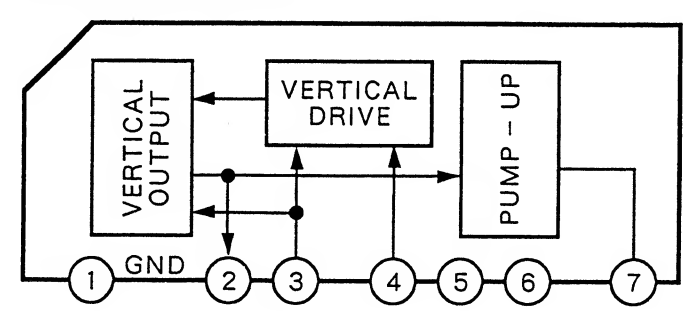 VERTICAL
OUTPUT
VERTICAL
DRIVE
PUMP-UP
1 GND 2 3 4 5 6 7